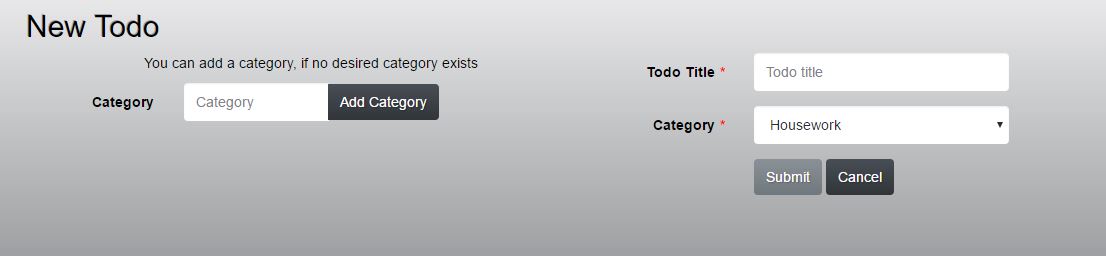 New Todo
You can add a category, if no desired category exists
Category Category Add Category
Todo Title * Todo title
Category * Housework
Submit Cancel